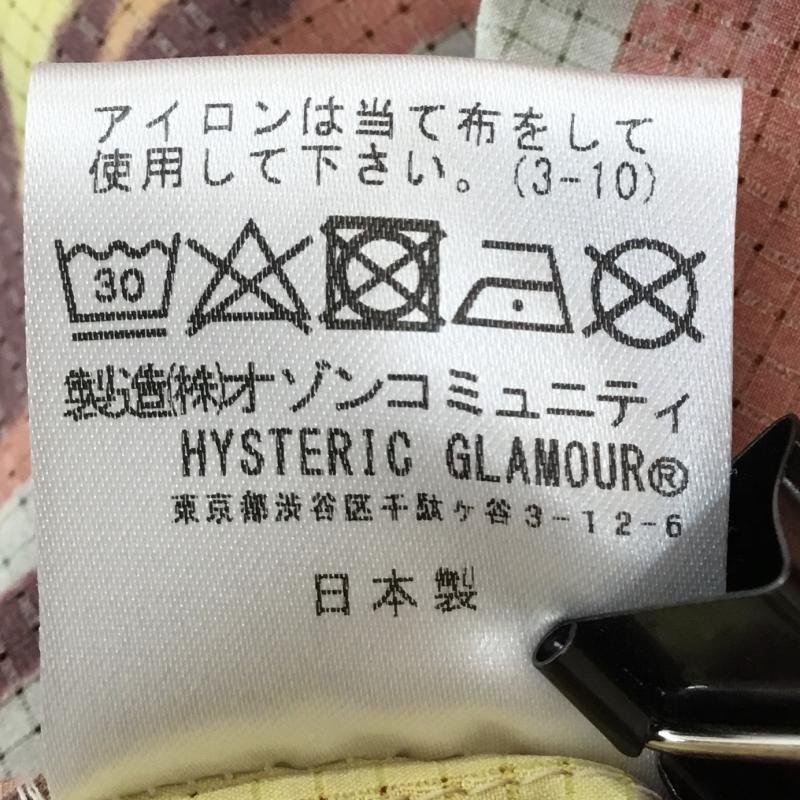 アイロンは当て布をして
使用して下さい。(3-10)
30
製造(株)オゾンコミュニティ
HYSTERIC GLAMOUR®
東京都渋谷区千駄ヶ谷3-12-6
日本製